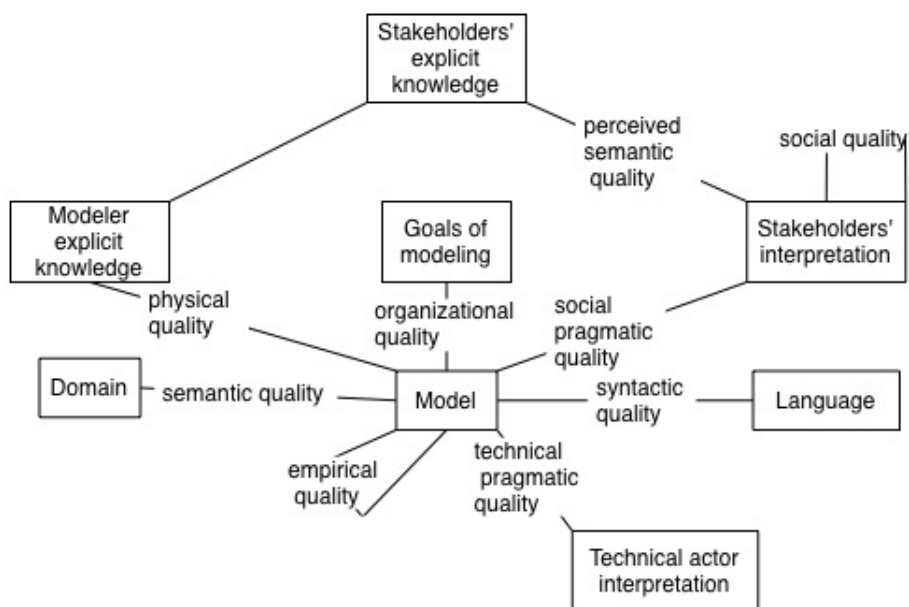 Stakeholders'
explicit
knowledge
perceived
semantic
quality
social quality
Modeler
explicit
knowledge
Goals of
modeling
Stakeholders'
interpretation
physical
quality
organizational
quality
social
pragmatic
quality
Domain
semantic quality
Model
syntactic
quality
Language
empirical
quality
technical
pragmatic
quality
Technical actor
interpretation